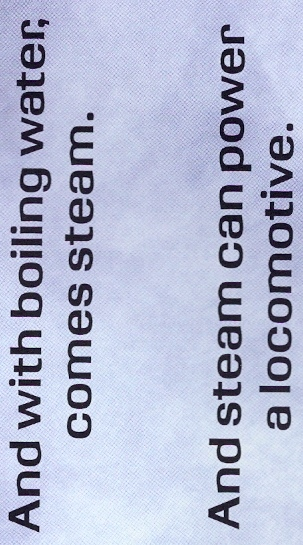 And with boiling water,
comes steam.
And steam can power
a locomotive.